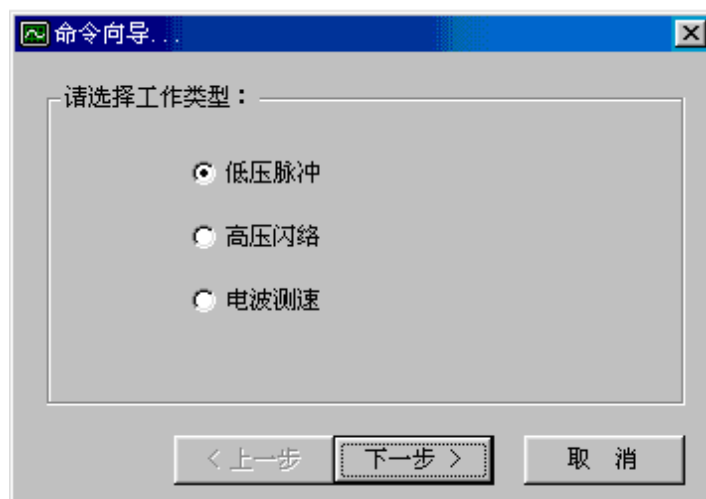 命令向导...
请选择工作类型：
低压脉冲
高压闪络
电波测速
< 上一步
下一步 >
取 消